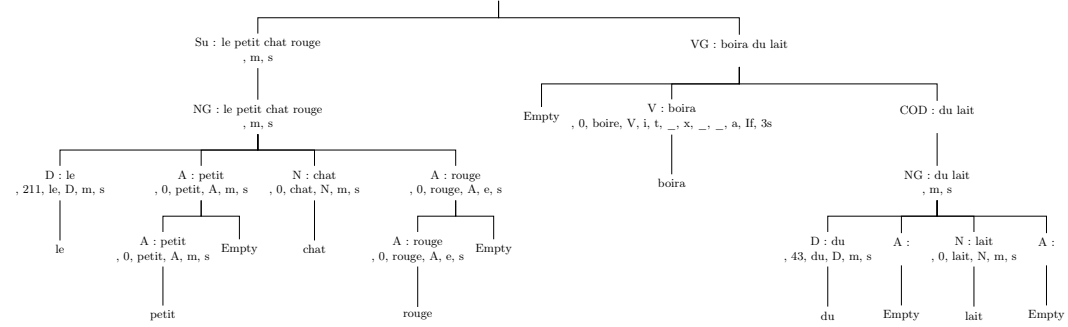 Su : le petit chat rouge
, m, s
VG : boira du lait
NG : le petit chat rouge
, m, s
Empty
V : boira
, 0, boire, V, i, t, _, x, _, _, a, If, 3s
COD : du lait
D : le
, 211, le, D, m, s
A : petit
, 0, petit, A, m, s
N : chat
, 0, chat, N, m, s
A : rouge
, 0, rouge, A, e, s
boira
NG : du lait
, m, s
le
A : petit
, 0, petit, A, m, s
Empty
chat
A : rouge
, 0, rouge, A, e, s
Empty
D : du
, 43, du, D, m, s
A :
N : lait
, 0, lait, N, m, s
A :
petit
rouge
du
Empty
lait
Empty